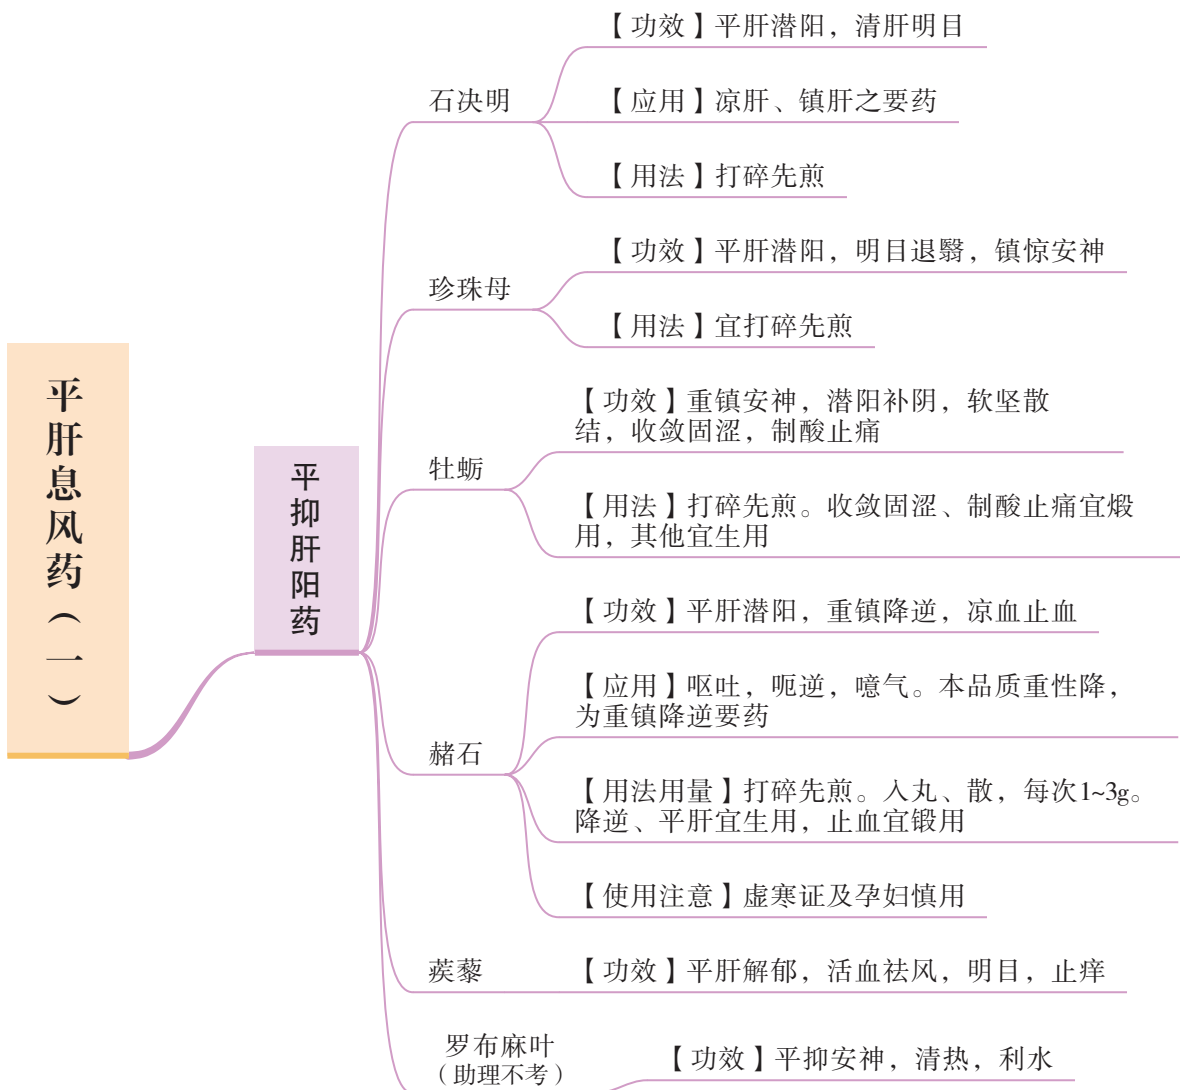 平肝息风药(一)
平抑肝阳药
石决明
【功效】平肝潜阳，清肝明目
【应用】凉肝、镇肝之要药
【用法】打碎先煎
珍珠母
【功效】平肝潜阳，明目退翳，镇惊安神
【用法】宜打碎先煎
牡蛎
【功效】重镇安神，潜阳补阴，软坚散
结，收敛固涩，制酸止痛
【用法】打碎先煎。收敛固涩、制酸止痛宜煅
用，其他宜生用
赭石
【功效】平肝潜阳，重镇降逆，凉血止血
【应用】呕吐，呃逆，噫气。本品质重性降，
为重镇降逆要药
【用法用量】打碎先煎。入丸、散，每次1~3g。
降逆、平肝宜生用，止血宜锻用
【使用注意】虚寒证及孕妇慎用
蒺藜
【功效】平肝解郁，活血祛风，明目，止痒
罗布麻叶
（助理不考）
【功效】平抑安神，清热，利水